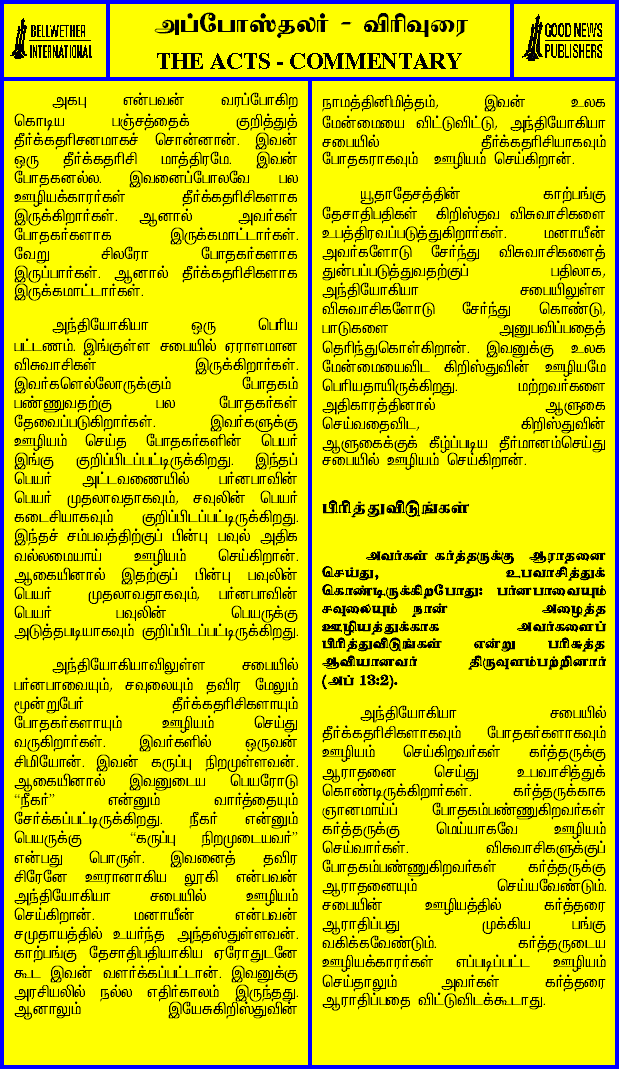 BELLWETHER
INTERNATIONAL
அப்போஸ்தலர் - விரிவுரை
THE ACTS - COMMENTARY
GOOD NEWS
PUBLISHERS
அகபு என்பவன் வரப்போகிற
கொடிய பஞ்சத்தைக் குறித்துத்
தீர்க்கதரிசனமாகச் சொன்னான். இவன்
ஒரு தீர்க்கதரிசி மாத்திரமே. இவன்
போதகனல்ல. இவனைப்போலவே பல
ஊழியக்காரர்கள் தீர்க்கதரிசிகளாக
இருக்கிறார்கள். ஆனால் அவர்கள்
போதகர்களாக இருக்கமாட்டார்கள்.
வேறு சிலரோ போதகர்களாக
இருப்பார்கள். ஆனால் தீர்க்கதரிசிகளாக
இருக்கமாட்டார்கள்.
அந்தியோகியா ஒரு பெரிய
பட்டணம். இங்குள்ள சபையில் ஏராளமான
விசுவாசிகள் இருக்கிறார்கள்.
இவர்களெல்லோருக்கும் போதகம்
பண்ணுவதற்கு பல போதகர்கள்
தேவைப்படுகிறார்கள். இவர்களுக்கு
ஊழியம் செய்த போதகர்களின் பெயர்
இங்கு குறிப்பிடப்பட்டிருக்கிறது. இந்தப்
பெயர் அட்டவணையில் பர்னபாவின்
பெயர் முதலாவதாகவும், சவுலின் பெயர்
கடைசியாகவும் குறிப்பிடப்பட்டிருக்கிறது.
இந்தச் சம்பவத்திற்குப் பின்பு பவுல் அதிக
வல்லமையாய் ஊழியம் செய்கிறான்.
ஆகையினால் இதற்குப் பின்பு பவுலின்
பெயர் முதலாவதாகவும், பர்னபாவின்
பெயர் பவுலின் பெயருக்கு
அடுத்தபடியாகவும் குறிப்பிடப்பட்டிருக்கிறது.
அந்தியோகியாவிலுள்ள சபையில்
பர்னபாவையும், சவுலையும் தவிர மேலும்
மூன்றுபேர் தீர்க்கதரிசிகளாயும்
போதகர்களாயும் ஊழியம் செய்து
வருகிறார்கள். இவர்களில் ஒருவன்
சிமியோன். இவன் கருப்பு நிறமுள்ளவன்.
ஆகையினால் இவனுடைய பெயரோடு
“நீகர்” என்னும் வார்த்தையும்
சேர்க்கப்பட்டிருக்கிறது. நீகர் என்னும்
பெயருக்கு “கருப்பு நிறமுடையவர்”
என்பது பொருள். இவனைத் தவிர
சிரேனே ஊரானாகிய லூகி என்பவன்
அந்தியோகியா சபையில் ஊழியம்
செய்கிறான். மனாயீன் என்பவன்
சமுதாயத்தில் உயர்ந்த அந்தஸ்துள்ளவன்.
காற்பங்கு தேசாதிபதியாகிய ஏரோதுடனே
கூட இவன் வளர்க்கப்பட்டான். இவனுக்கு
அரசியலில் நல்ல எதிர்காலம் இருந்தது.
ஆனாலும் இயேசுகிறிஸ்துவின்
நாமத்தினிமித்தம், இவன் உலக
மேன்மையை விட்டுவிட்டு, அந்தியோகியா
சபையில் தீர்க்கதரிசியாகவும்
போதகராகவும் ஊழியம் செய்கிறான்.
யூதாதேசத்தின் காற்பங்கு
தேசாதிபதிகள் கிறிஸ்தவ விசுவாசிகளை
உபத்திரவப்படுத்துகிறார்கள். மனாயீன்
அவர்களோடு சேர்ந்து விசுவாசிகளைத்
துன்பப்படுத்துவதற்குப் பதிலாக,
அந்தியோகியா சபையிலுள்ள
விசுவாசிகளோடு சேர்ந்து கொண்டு,
பாடுகளை அனுபவிப்பதைத்
தெரிந்துகொள்கிறான். இவனுக்கு உலக
மேன்மையைவிட கிறிஸ்துவின் ஊழியமே
பெரியதாயிருக்கிறது. மற்றவர்களை
அதிகாரத்தினால் ஆளுகை
செய்வதைவிட, கிறிஸ்துவின்
ஆளுகைக்குக் கீழ்ப்படிய தீர்மானம்செய்து
சபையில் ஊழியம் செய்கிறான்.
பிரித்துவிடுங்கள்
அவர்கள் கர்த்தருக்கு ஆராதனை
செய்து, உபவாசித்துக்
கொண்டிருக்கிறபோது: பர்னபாவையும்
சவுலையும் நான் அழைத்த
ஊழியத்துக்காக அவர்களைப்
பிரித்துவிடுங்கள் என்று பரிசுத்த
ஆவியானவர் திருவுளம்பற்றினார்
(அப் 13:2).
அந்தியோகியா சபையில்
தீர்க்கதரிசிகளாகவும் போதகர்களாகவும்
ஊழியம் செய்கிறவர்கள் கர்த்தருக்கு
ஆராதனை செய்து உபவாசித்துக்
கொண்டிருக்கிறார்கள். கர்த்தருக்காக
ஞானமாய்ப் போதகம்பண்ணுகிறவர்கள்
கர்த்தருக்கு மெய்யாகவே ஊழியம்
செய்வார்கள். விசுவாசிகளுக்குப்
போதகம்பண்ணுகிறவர்கள் கர்த்தருக்கு
ஆராதனையும் செய்யவேண்டும்.
சபையின் ஊழியத்தில் கர்த்தரை
ஆராதிப்பது முக்கிய பங்கு
வகிக்கவேண்டும். கர்த்தருடைய
ஊழியக்காரர்கள் எப்படிப்பட்ட ஊழியம்
செய்தாலும் அவர்கள் கர்த்தரை
ஆராதிப்பதை விட்டுவிடக்கூடாது.